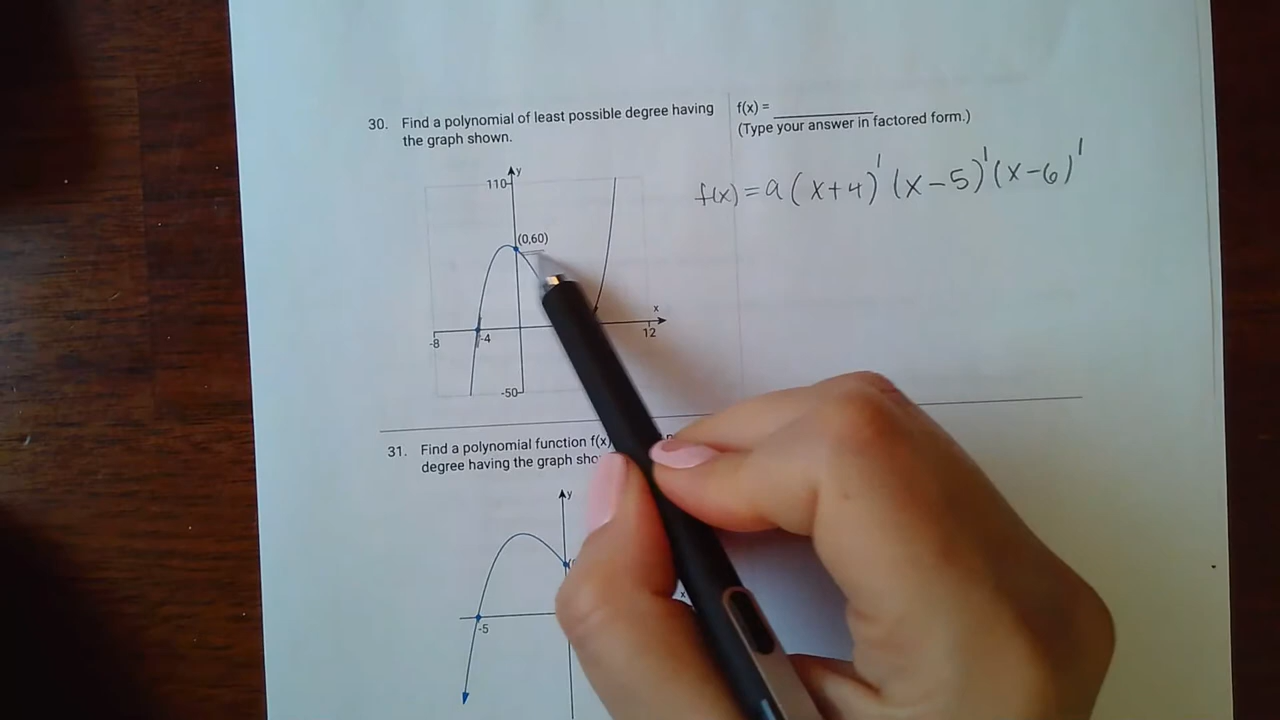 30. Find a polynomial of least possible degree having
the graph shown.
f(x) = ________
(Type your answer in factored form.)
f(x) = a(x+4)^1(x-5)^1(x-6)^1
y
110
(0,60)
x
-8
-4
12
-50
31. Find a polynomial function f(x)
degree having the graph
y
x
-5